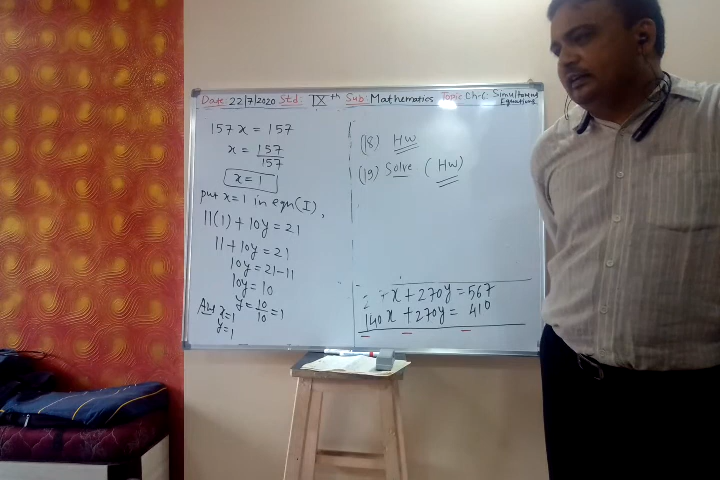 Date: 22/7/2020 Std: IXth Sub: Mathematics. Topic Ch-6: Simultaneous Equations.
157x = 157
x = 157/157
x = 1
put x=1 in eqn(I),
11(1) + 10y = 21
11 + 10y = 21
10y = 21-11
10y = 10
y = 10/10 = 1
Ans x=1
y=1
(18) HW
(19) Solve (HW)
x + 270y = 567
140x + 270y = 410